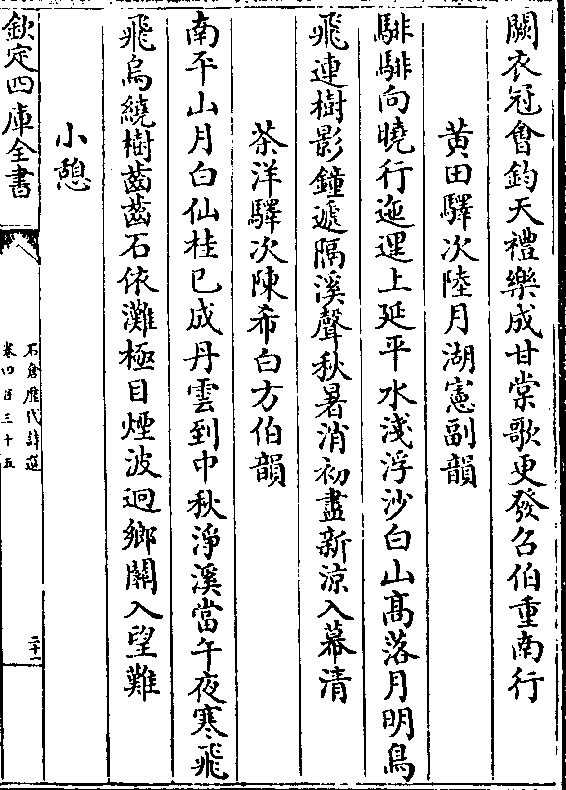 闕衣冠會鈞天禮樂成甘棠歌更發召伯重南行
黃田驛次陸月湖憲副韻
騑騑向曉行迤𨓦上延平水淺浮沙白山髙落月明鳥
飛連樹影鐘遞隔溪聲秋暑消初盡新涼入幕清
茶洋驛次陳希白方伯韻
南平山月白仙桂已成丹雲到中秋淨溪當午夜寒飛
飛烏繞樹齒齒石依灘極目煙波迥鄉關入望難
小憩
欽定四庫全書
石倉歷代詩選
卷四百三十五
二十一